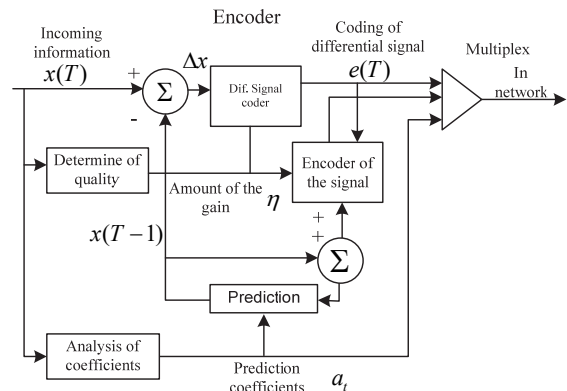 Encoder
Incoming
information
x(T)
+
Σ
-
Δx
Dif. Signal
coder
Coding of
differential signal
e(T)
Multiplex
In
network
Determine of
quality
Amount of the
gain
η
Encoder of
the signal
x(T−1)
+
+
Σ
Prediction
Analysis of
coefficients
Prediction
coefficients
a_t